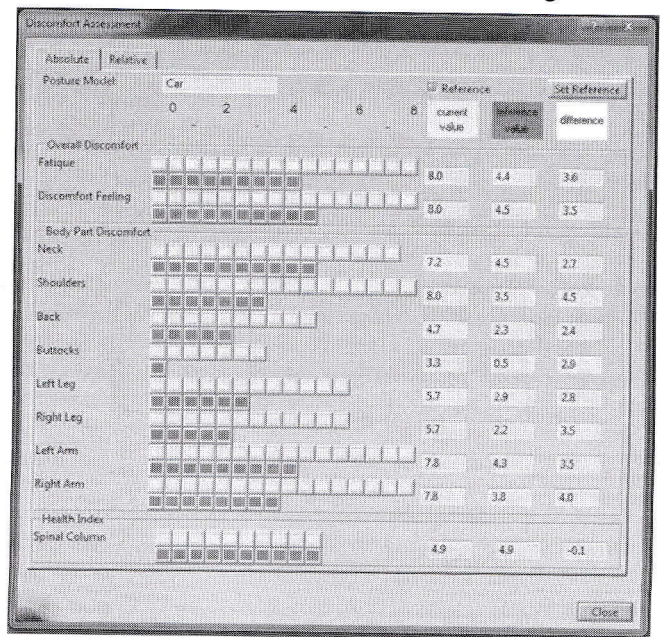 Discomfort Assessment
Absolute Relative
Posture Model: Car
Reference Set Reference
0 2 4 6 8
current value reference value difference
Overall Discomfort
Fatique 8.0 4.4 3.6
Discomfort Feeling 8.0 4.5 3.5
Body Part Discomfort
Neck 7.2 4.5 2.7
Shoulders 8.0 3.5 4.5
Back 4.7 2.3 2.4
Buttocks 3.3 0.5 2.9
Left Leg 5.7 2.9 2.8
Right Leg 5.7 2.2 3.5
Left Arm 7.8 4.3 3.5
Right Arm 7.8 3.8 4.0
Health Index
Spinal Column 4.9 4.9 -0.1
Close